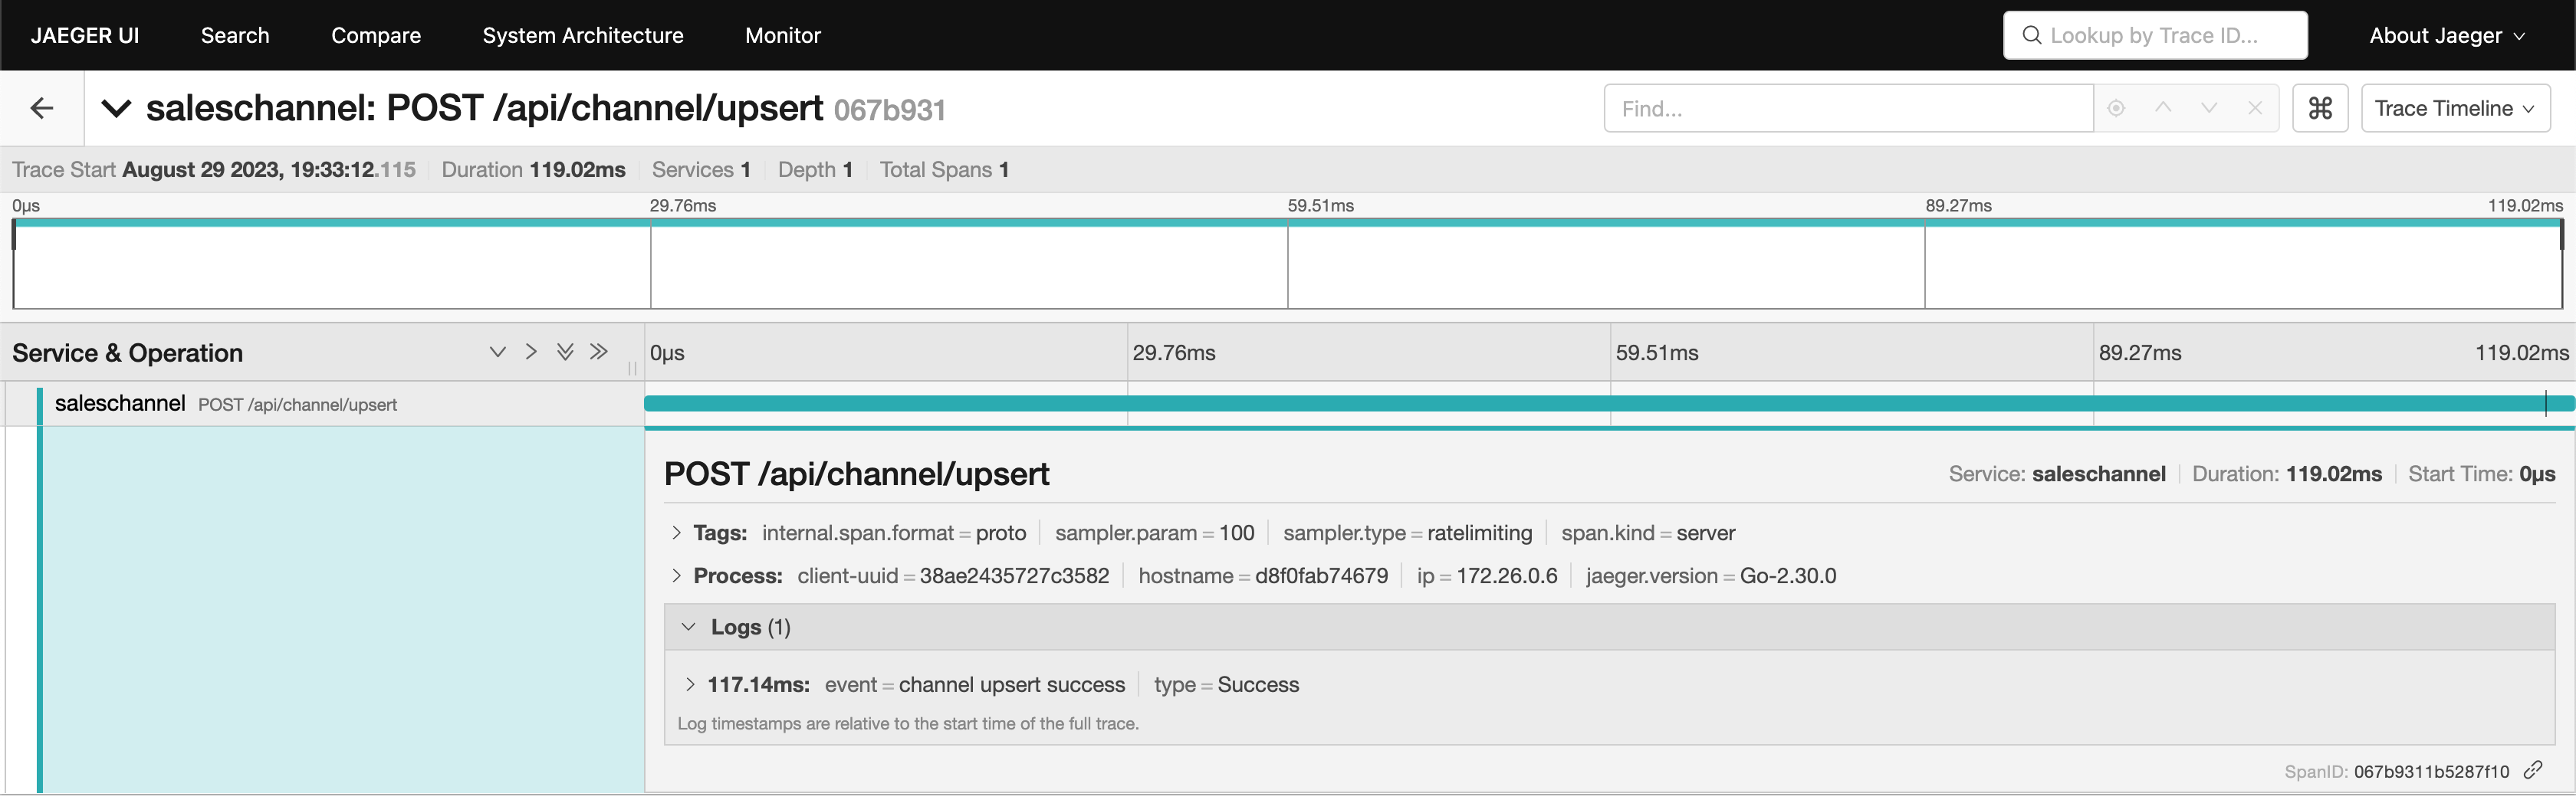 JAEGER UI Search Compare System Architecture Monitor Lookup by Trace ID... About Jaeger
saleschannel: POST /api/channel/upsert 067b931 Find... ⌘ Trace Timeline
Trace Start August 29 2023, 19:33:12.115 Duration 119.02ms Services 1 Depth 1 Total Spans 1
0μs 29.76ms 59.51ms 89.27ms 119.02ms
Service & Operation 0μs 29.76ms 59.51ms 89.27ms 119.02ms
saleschannel POST /api/channel/upsert
POST /api/channel/upsert Service: saleschannel Duration: 119.02ms Start Time: 0μs
Tags: internal.span.format = proto sampler.param = 100 sampler.type = ratelimiting span.kind = server
Process: client-uuid = 38ae2435727c3582 hostname = d8f0fab74679 ip = 172.26.0.6 jaeger.version = Go-2.30.0
Logs (1)
117.14ms: event = channel upsert success type = Success
Log timestamps are relative to the start time of the full trace.
SpanID: 067b9311b5287f10